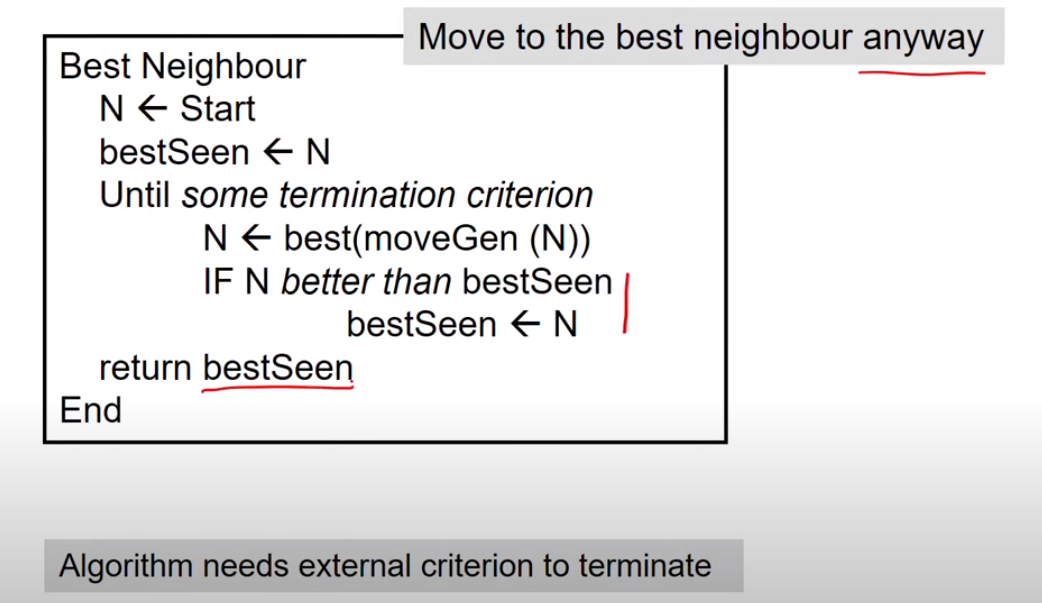 Move to the best neighbour anyway
Best Neighbour
N ← Start
bestSeen ← N
Until some termination criterion
N ← best(moveGen (N))
IF N better than bestSeen
bestSeen ← N
return bestSeen
End
Algorithm needs external criterion to terminate